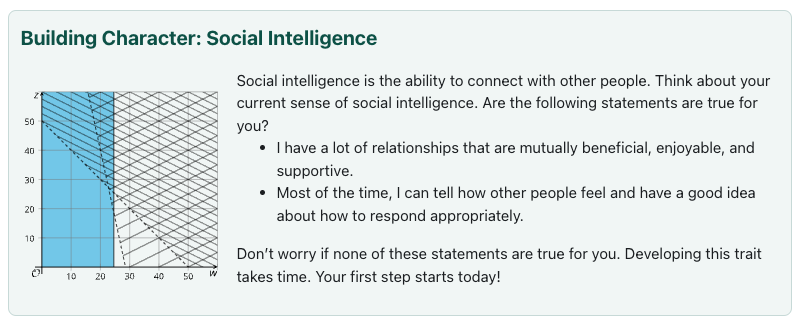 Building Character: Social Intelligence
Social intelligence is the ability to connect with other people. Think about your
current sense of social intelligence. Are the following statements are true for
you?
• I have a lot of relationships that are mutually beneficial, enjoyable, and
supportive.
• Most of the time, I can tell how other people feel and have a good idea
about how to respond appropriately.
Don’t worry if none of these statements are true for you. Developing this trait
takes time. Your first step starts today!
z
50
40
30
20
10
O
10 20 30 40 50 w